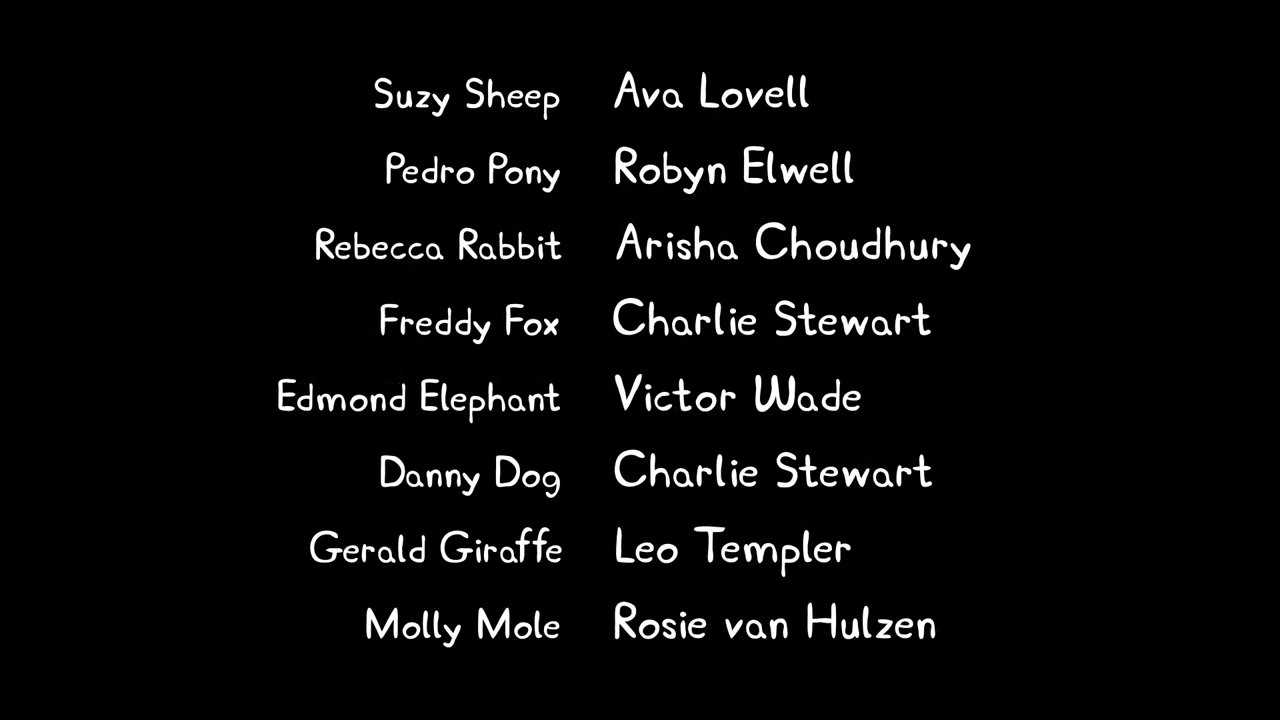 Suzy Sheep Ava Lovell
Pedro Pony Robyn Elwell
Rebecca Rabbit Arisha Choudhury
Freddy Fox Charlie Stewart
Edmond Elephant Victor Wade
Danny Dog Charlie Stewart
Gerald Giraffe Leo Templer
Molly Mole Rosie van Hulzen